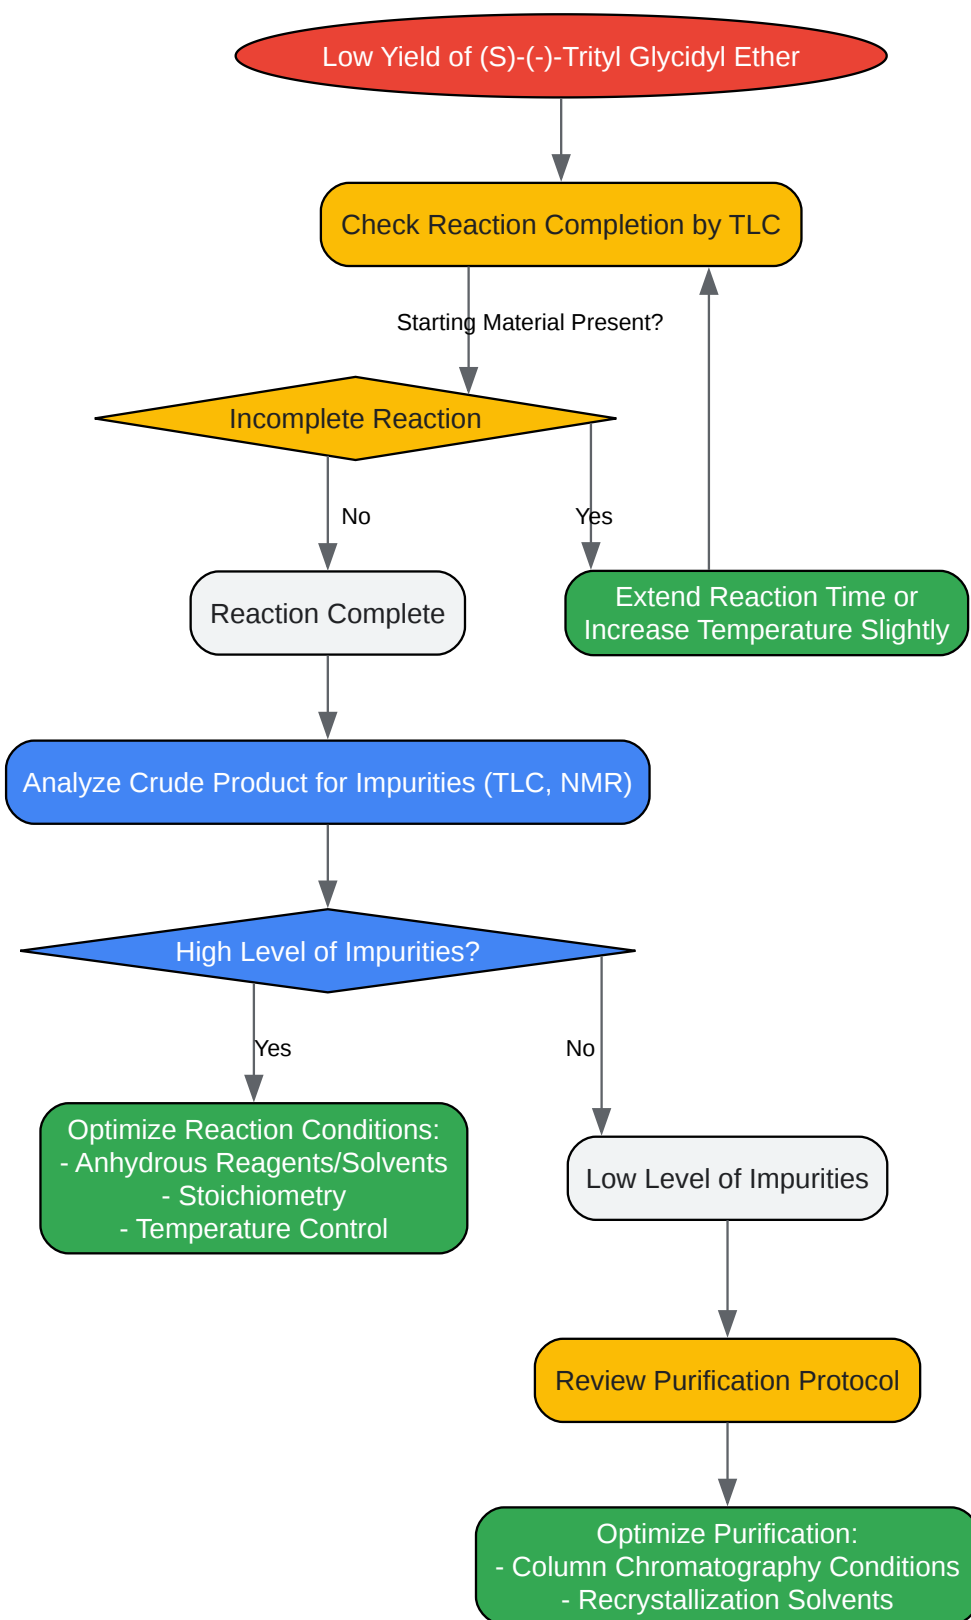 Low Yield of (S)-(-)-Trityl Glycidyl Ether
Check Reaction Completion by TLC
Starting Material Present?
Incomplete Reaction
No
Yes
Reaction Complete
Extend Reaction Time or
Increase Temperature Slightly
Analyze Crude Product for Impurities (TLC, NMR)
High Level of Impurities?
Yes
No
Optimize Reaction Conditions:
- Anhydrous Reagents/Solvents
- Stoichiometry
- Temperature Control
Low Level of Impurities
Review Purification Protocol
Optimize Purification:
- Column Chromatography Conditions
- Recrystallization Solvents